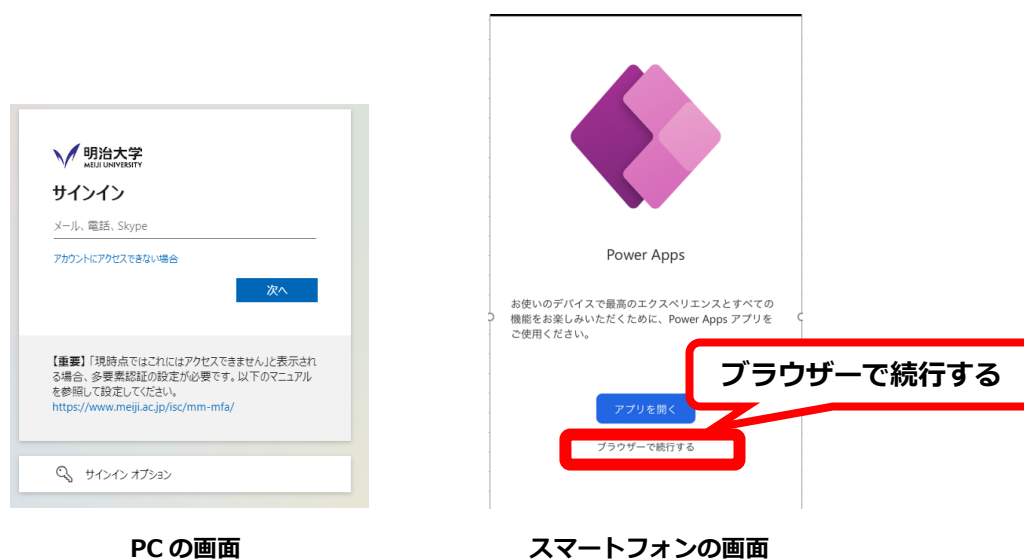 明治大学
MEIJI UNIVERSITY
サインイン
メール、電話、Skype
アカウントにアクセスできない場合
次へ
【重要】「現時点ではこれにはアクセスできません」と表示され
る場合、多要素認証の設定が必要です。以下のマニュアル
を参照して設定してください。
https://www.meiji.ac.jp/isc/mm-mfa/
サインイン オプション
PC の画面
Power Apps
お使いのデバイスで最高のエクスペリエンスとすべての
機能をお楽しみいただくために、Power Apps アプリを
ご使用ください。
ブラウザーで続行する
アプリを開く
ブラウザーで続行する
スマートフォンの画面